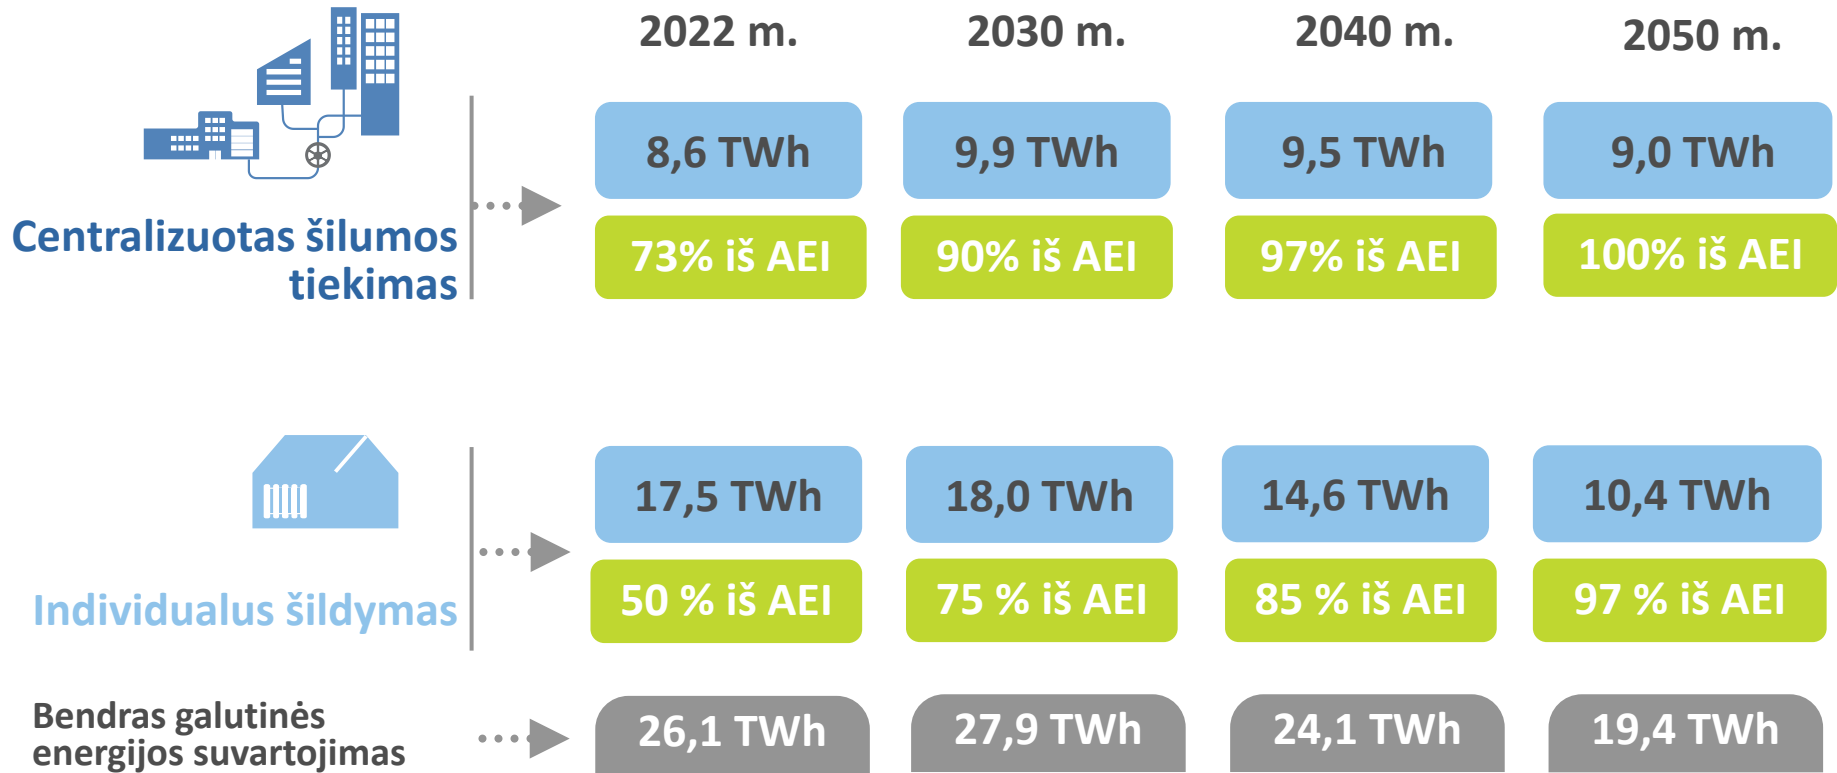 2022 m. 2030 m. 2040 m. 2050 m.
8,6 TWh 9,9 TWh 9,5 TWh 9,0 TWh
Centralizuotas šilumos
tiekimas
73% iš AEI 90% iš AEI 97% iš AEI 100% iš AEI
17,5 TWh 18,0 TWh 14,6 TWh 10,4 TWh
Individualus šildymas
50 % iš AEI 75 % iš AEI 85 % iš AEI 97 % iš AEI
Bendras galutinės
energijos suvartojimas
26,1 TWh 27,9 TWh 24,1 TWh 19,4 TWh